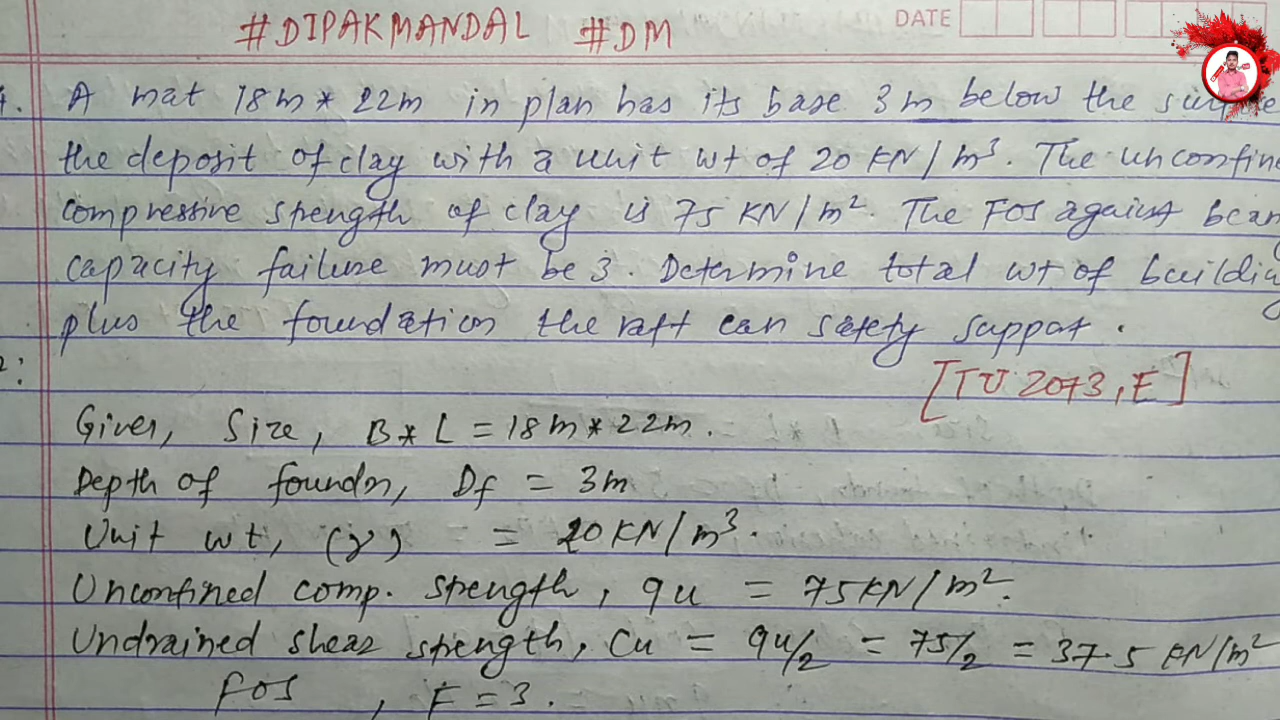 #DIPAKMANDAL #DM
DATE
A mat 18m * 22m in plan has its base 3m below the
the deposit of clay with a unit wt of 20 KN/m³. The unconfine
compressive stength of clay is 75 KN/m². The FOS against bear
capacity failure must be 3. Determine total wt of buildin
plus the foundation the raft can safety suppot.
[TU 2073, E]
Given, Size, B * L = 18m * 22m.
Depth of foundn, Df = 3m
Unit wt, (γ) = 20 KN/m³.
Unconfined comp. stength, qu = 75 KN/m².
Undrained shear stength, Cu = qu/2 = 75/2 = 37.5 KN/m²
FOS, F = 3.